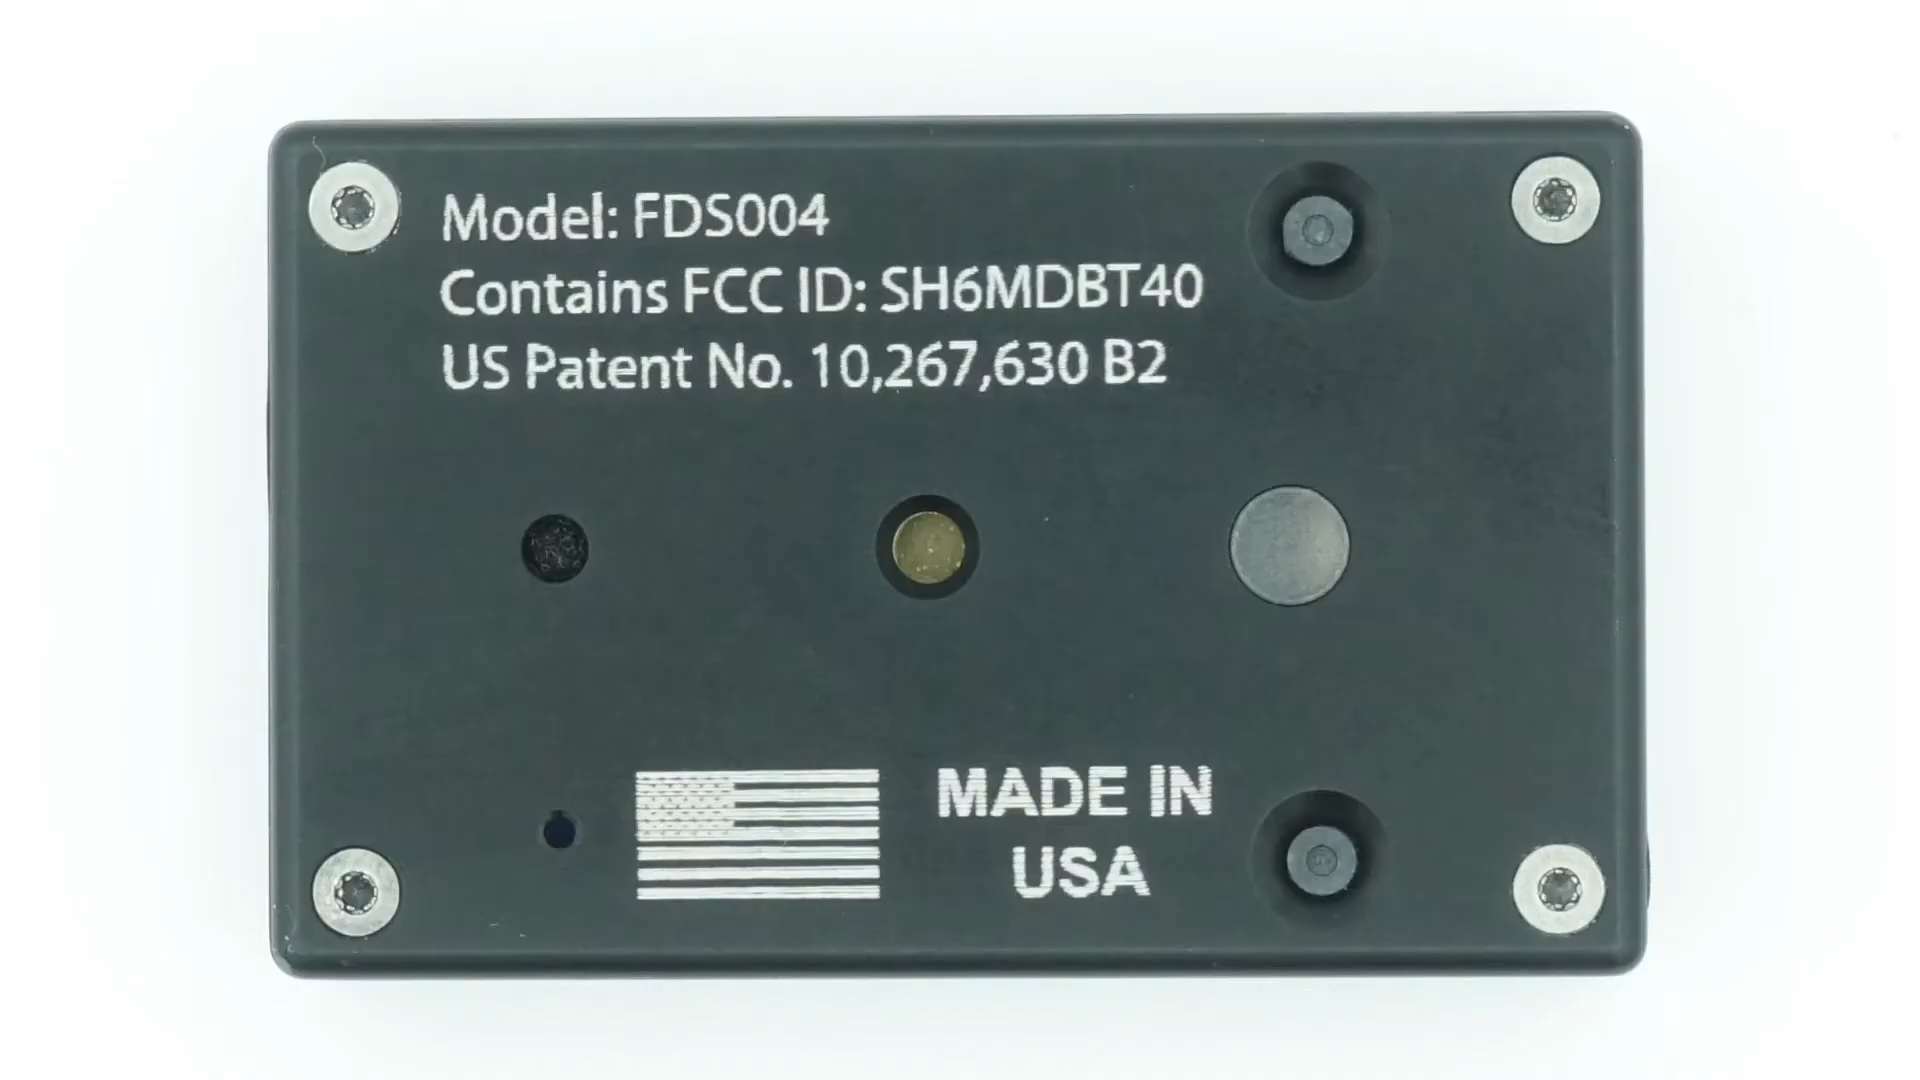 Model: FDS004
Contains FCC ID: SH6MDBT40
US Patent No. 10,267,630 B2
MADE IN
USA